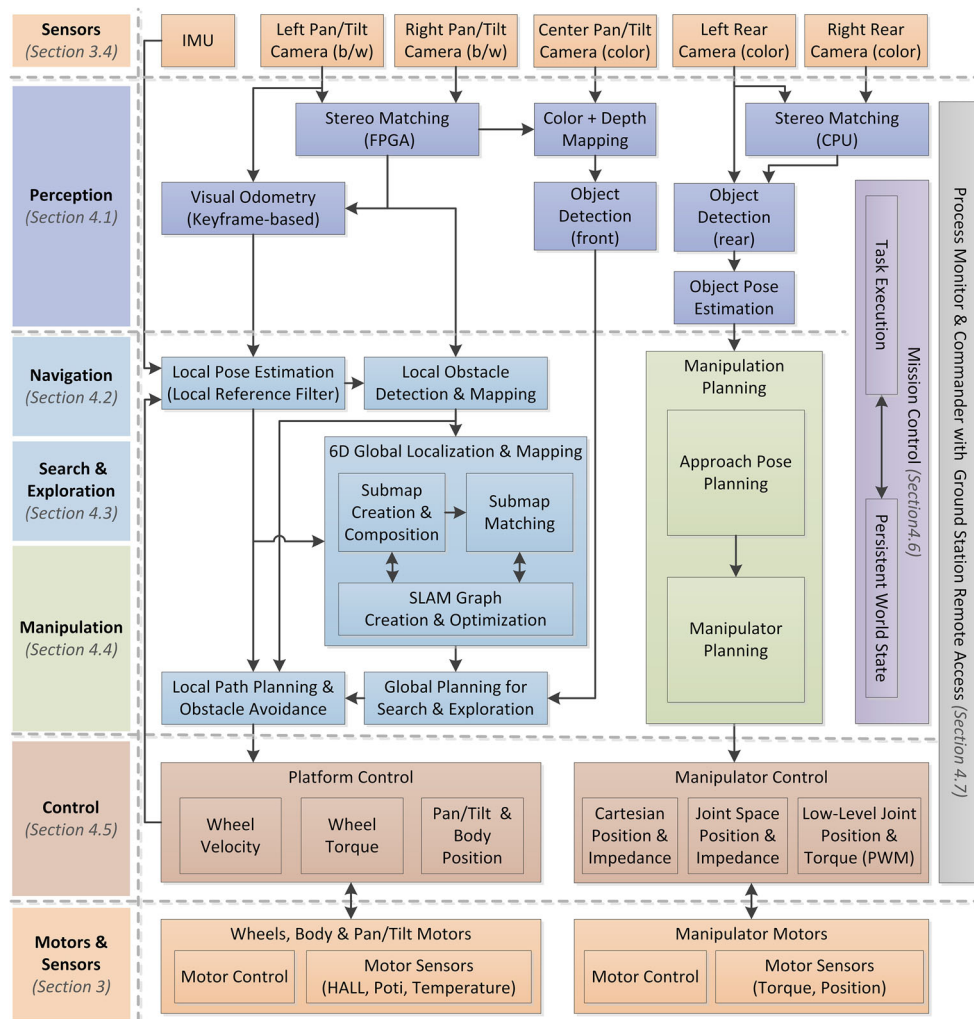 Sensors
(Section 3.4)
IMU
Left Pan/Tilt
Camera (b/w)
Right Pan/Tilt
Camera (b/w)
Center Pan/Tilt
Camera (color)
Left Rear
Camera (color)
Right Rear
Camera (color)
Perception
(Section 4.1)
Stereo Matching
(FPGA)
Color + Depth
Mapping
Stereo Matching
(CPU)
Visual Odometry
(Keyframe-based)
Object
Detection
(front)
Object
Detection
(rear)
Object Pose
Estimation
Navigation
(Section 4.2)
Local Pose Estimation
(Local Reference Filter)
Local Obstacle
Detection & Mapping
Search &
Exploration
(Section 4.3)
6D Global Localization & Mapping
Submap
Creation &
Composition
Submap
Matching
SLAM Graph
Creation & Optimization
Manipulation
(Section 4.4)
Local Path Planning &
Obstacle Avoidance
Global Planning for
Search & Exploration
Manipulation
Planning
Approach Pose
Planning
Manipulator
Planning
Task Execution
Persistent World State
Mission Control (Section4.6)
Process Monitor & Commander with Ground Station Remote Access (Section 4.7)
Control
(Section 4.5)
Platform Control
Wheel
Velocity
Wheel
Torque
Pan/Tilt &
Body
Position
Manipulator Control
Cartesian
Position &
Impedance
Joint Space
Position &
Impedance
Low-Level Joint
Position &
Torque (PWM)
Motors &
Sensors
(Section 3)
Wheels, Body & Pan/Tilt Motors
Motor Control
Motor Sensors
(HALL, Poti, Temperature)
Manipulator Motors
Motor Control
Motor Sensors
(Torque, Position)